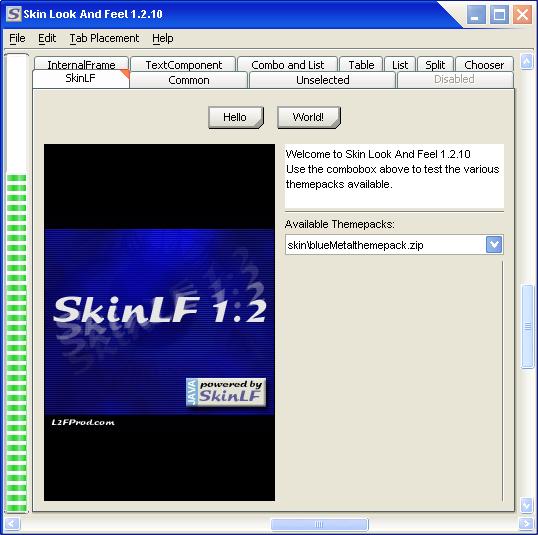 Skin Look And Feel 1.2.10
File Edit Tab Placement Help
InternalFrame TextComponent Combo and List Table List Split Chooser
SkinLF Common Unselected Disabled
Hello World!
Welcome to Skin Look And Feel 1.2.10
Use the combobox above to test the various
themepacks available.
Available Themepacks:
skin\blueMetalthemepack.zip
SkinLF 1.2
SkinLF 1.2
JAVA
powered by
SkinLF
L2FProd.com